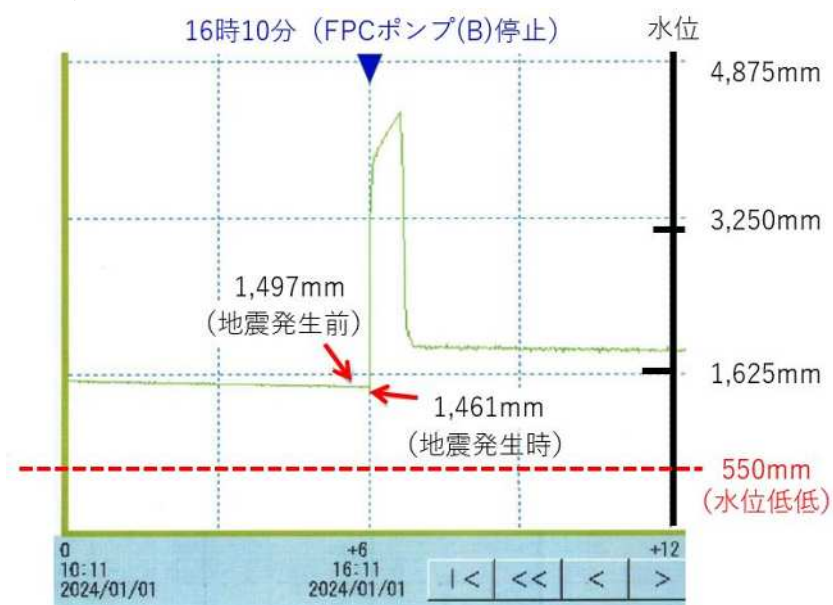 16時10分（FPCポンプ(B)停止）
水位
4,875mm
3,250mm
1,497mm
（地震発生前）
1,625mm
1,461mm
（地震発生時）
550mm
（水位低低）
0
+6
+12
10:11
16:11
2024/01/01
2024/01/01
|<
<<
<
>